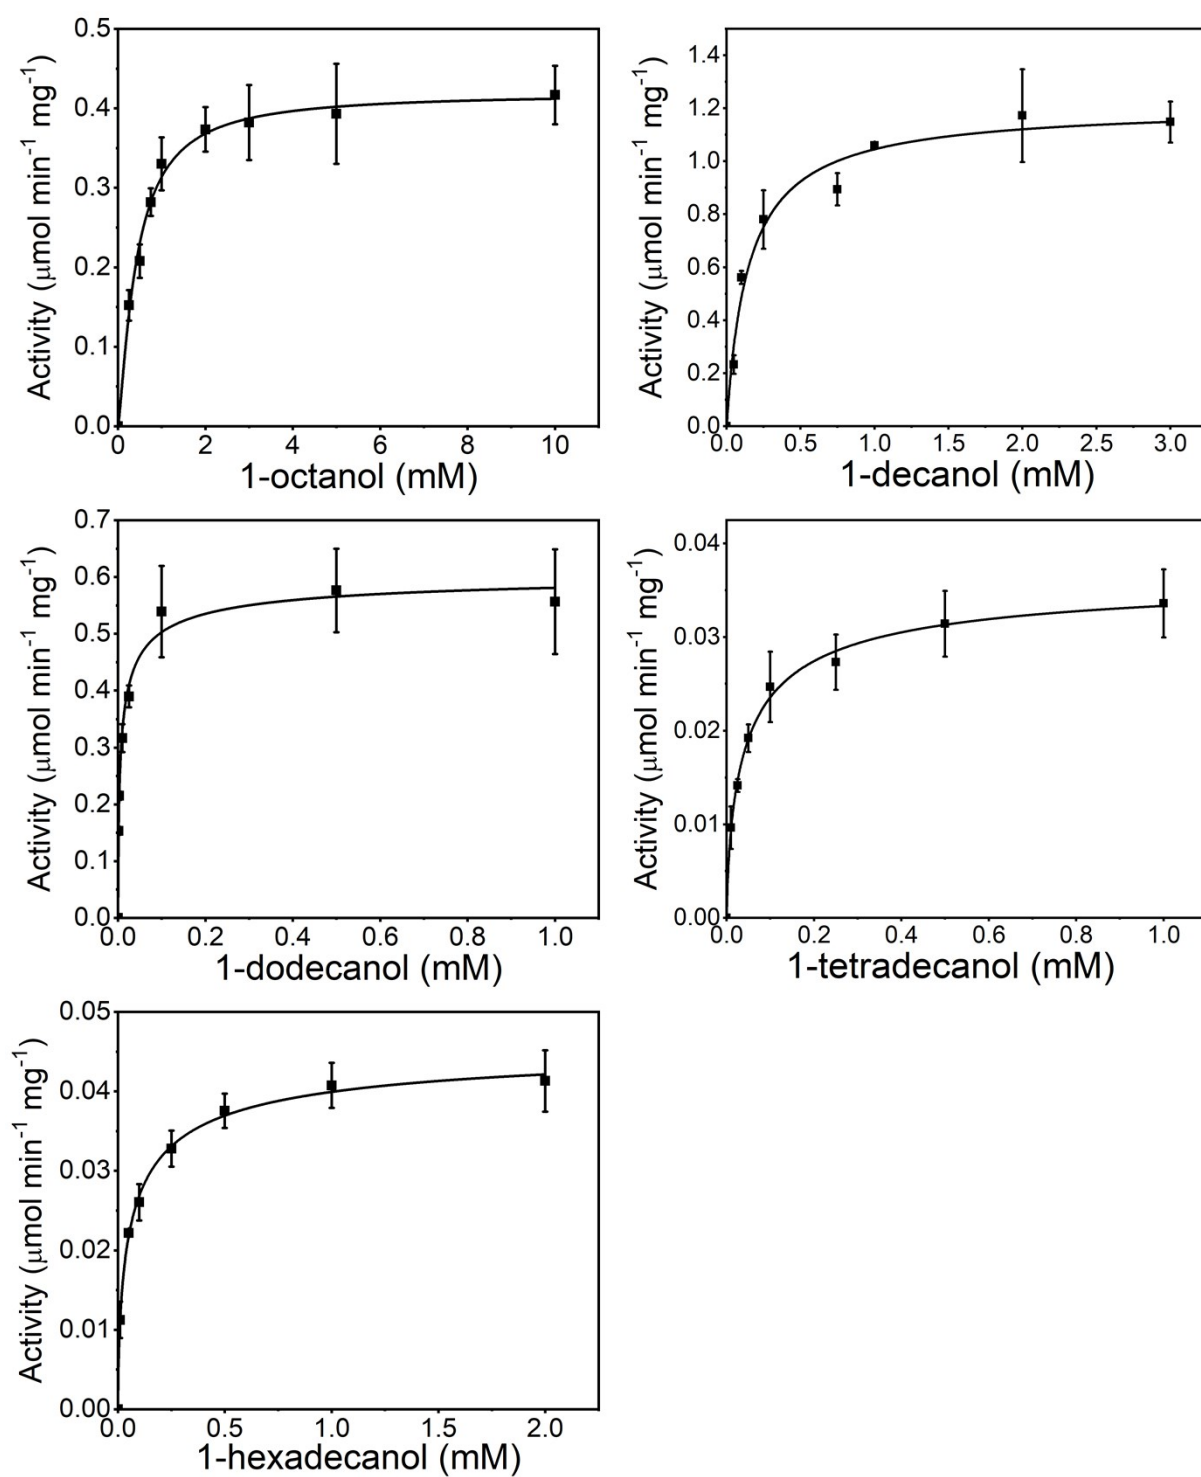 0.5
0.4
0.3
0.2
0.1
0.0
Activity (μmol min⁻¹ mg⁻¹)
0 2 4 6 8 10
1-octanol (mM)
1.4
1.2
1.0
0.8
0.6
0.4
0.2
0.0
Activity (μmol min⁻¹ mg⁻¹)
0.0 0.5 1.0 1.5 2.0 2.5 3.0
1-decanol (mM)
0.7
0.6
0.5
0.4
0.3
0.2
0.1
0.0
Activity (μmol min⁻¹ mg⁻¹)
0.0 0.2 0.4 0.6 0.8 1.0
1-dodecanol (mM)
0.04
0.03
0.02
0.01
0.00
Activity (μmol min⁻¹ mg⁻¹)
0.0 0.2 0.4 0.6 0.8 1.0
1-tetradecanol (mM)
0.05
0.04
0.03
0.02
0.01
0.00
Activity (μmol min⁻¹ mg⁻¹)
0.0 0.5 1.0 1.5 2.0
1-hexadecanol (mM)